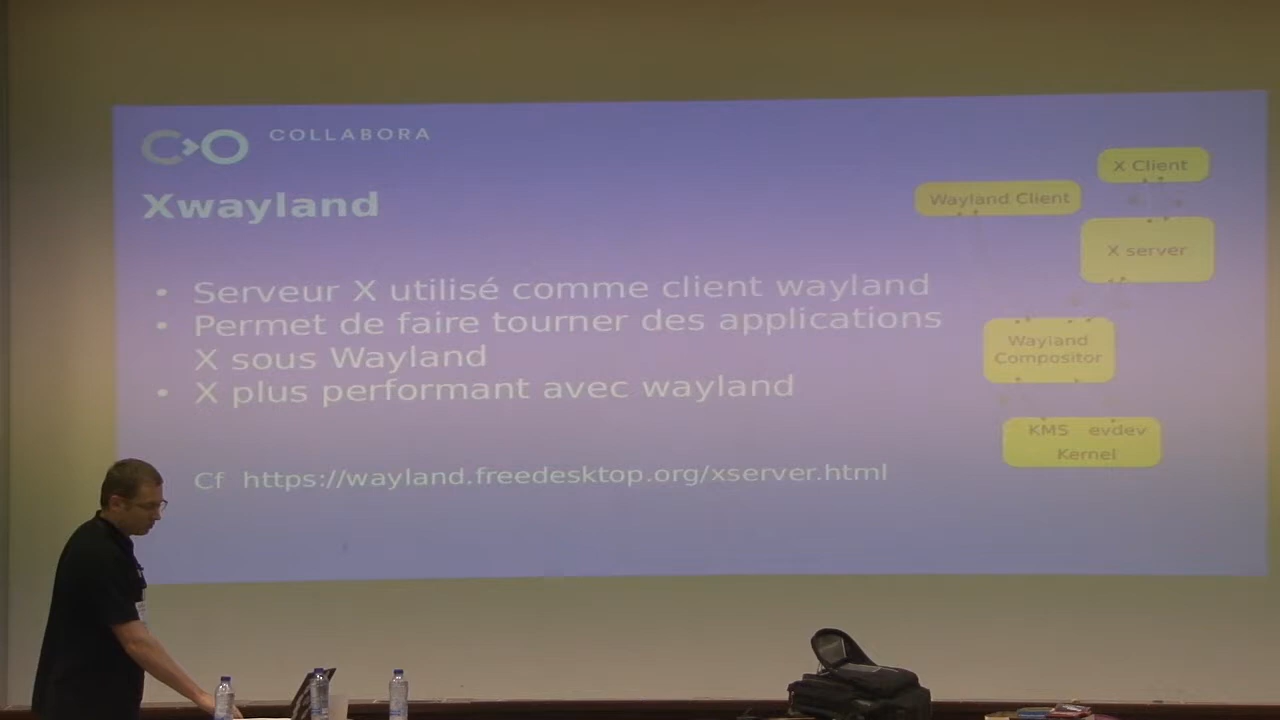 COLLABORA
Xwayland
• Serveur X utilisé comme client wayland
• Permet de faire tourner des applications
X sous Wayland
• X plus performant avec wayland
Cf https://wayland.freedesktop.org/xserver.html
X Client
Wayland Client
X server
Wayland
Compositor
KMS evdev
Kernel